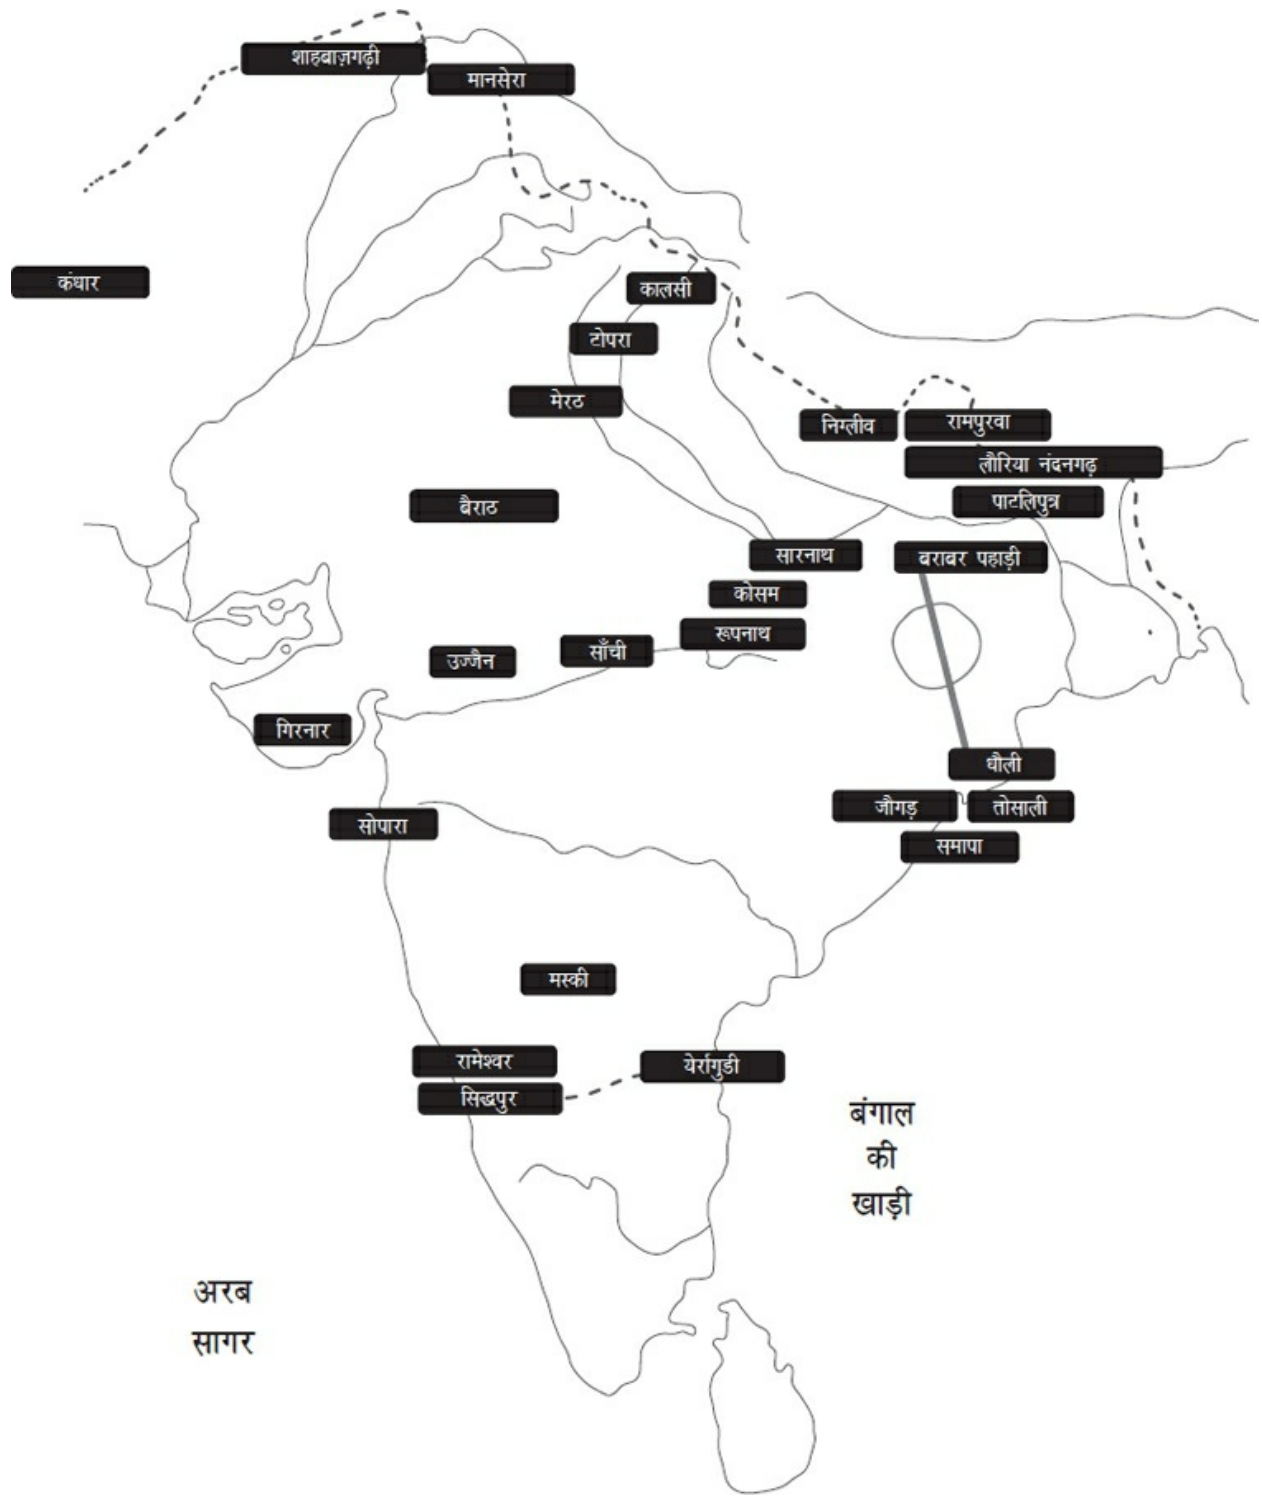 शाहबाज़गढ़ी
मानसेरा
कंधार
कालसी
टोपरा
मेरठ
निग्लीव
रामपुरवा
लौरिया नंदनगढ़
पाटलिपुत्र
बैराठ
सारनाथ
बराबर पहाड़ी
कोसम
रूपनाथ
साँची
उज्जैन
गिरनार
धौली
जौगड़
तोसाली
सोपारा
समापा
मस्की
रामेश्वर
येर्रागुडी
सिद्धपुर
बंगाल
की
खाड़ी
अरब
सागर